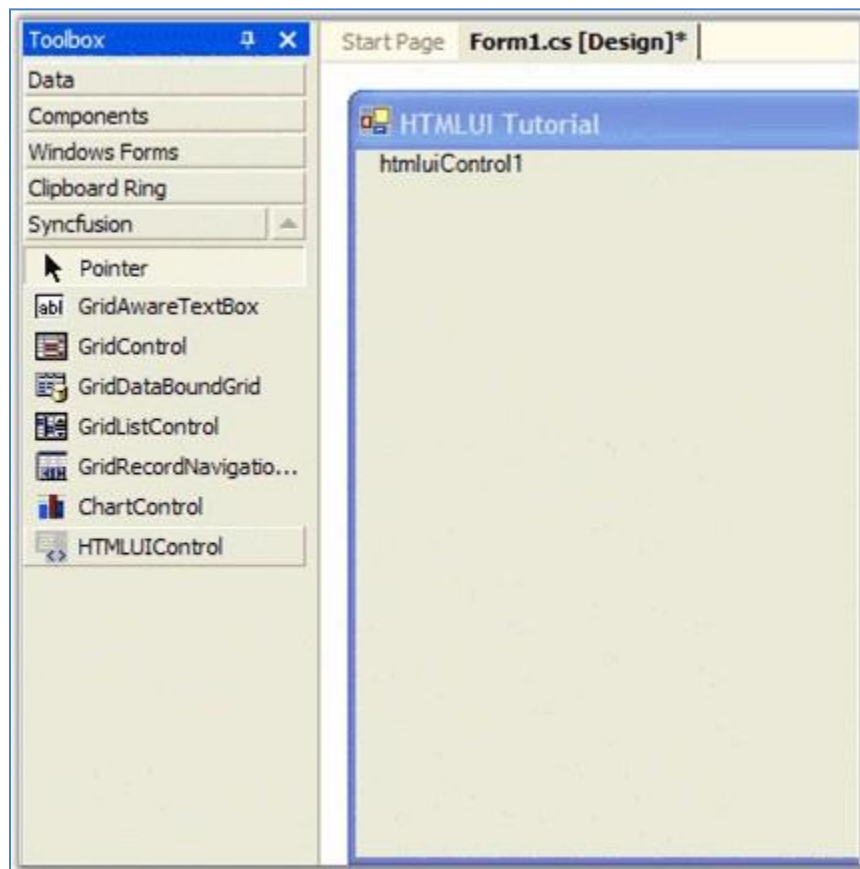 Toolbox
Data
Components
Windows Forms
Clipboard Ring
Syncfusion
Pointer
abl GridAwareTextBox
GridControl
GridDataBoundGrid
GridListControl
GridRecordNavigatio...
ChartControl
HTMLUIControl
Start Page Form1.cs [Design]*
HTMLUI Tutorial
htmluiControl1